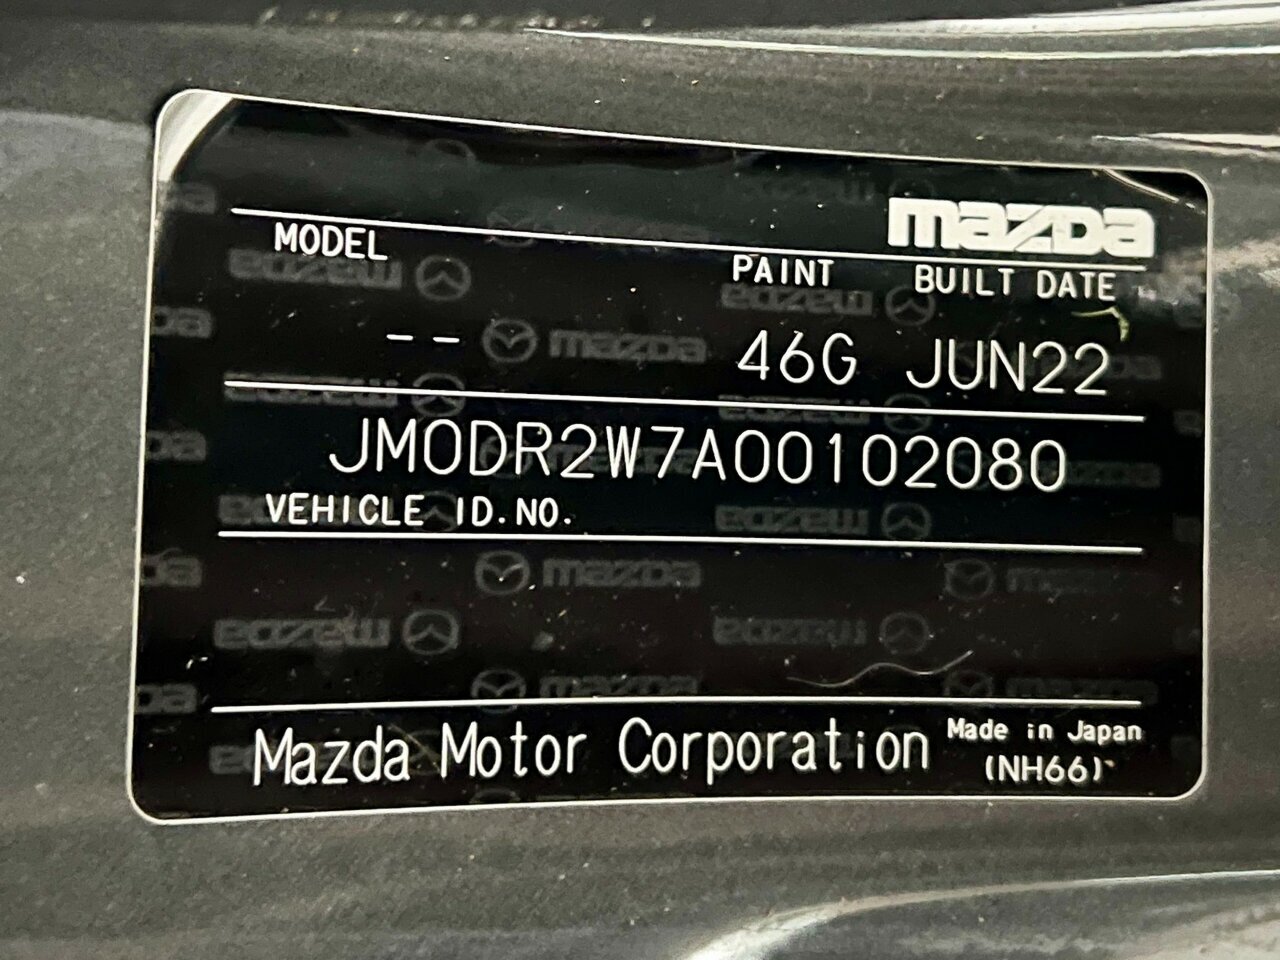 mazda
MODEL PAINT BUILT DATE
-- 46G JUN22
JM0DR2W7A00102080
VEHICLE ID.NO.
Mazda Motor Corporation Made in Japan
(NH66)